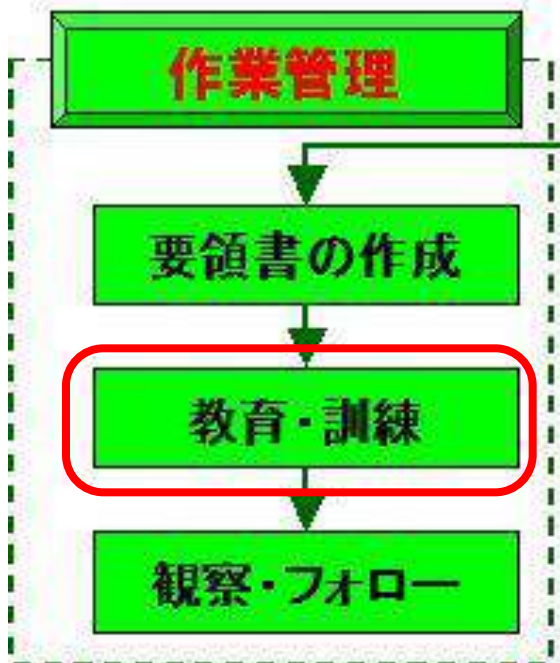 作業管理
要領書の作成
教育・訓練
観察・フォロー